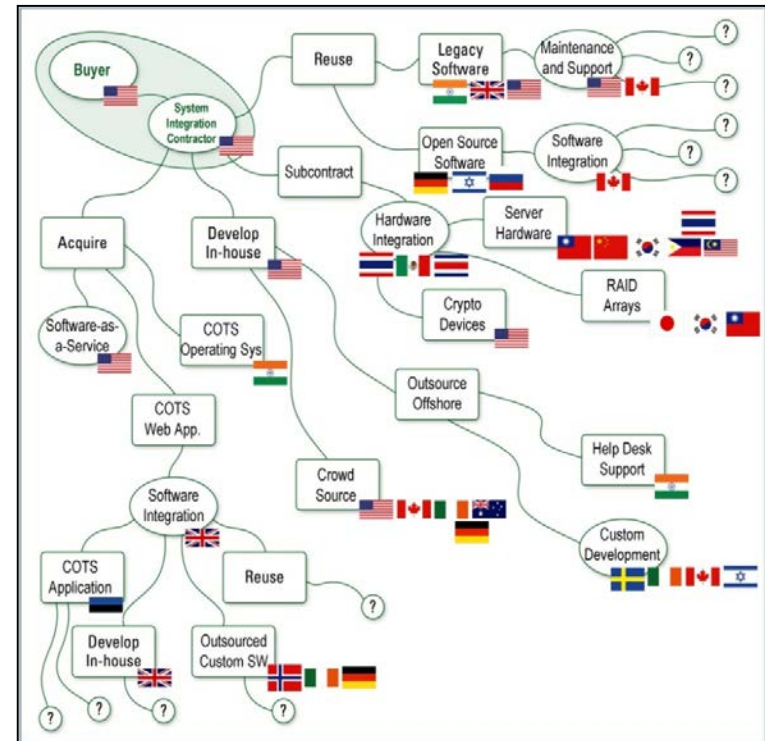 Buyer
System
Integration
Contractor
Reuse
Legacy
Software
Maintenance
and Support
?
?
?
Open Source
Software
Software
Integration
?
?
?
Subcontract
Acquire
Develop
In-house
Hardware
Integration
Server
Hardware
RAID
Arrays
Crypto
Devices
Software-as-
a-Service
COTS
Operating Sys
COTS
Web App.
Outsource
Offshore
Help Desk
Support
Crowd
Source
Custom
Development
Software
Integration
COTS
Application
Reuse
?
Develop
In-house
Outsourced
Custom SW
?
?
?
?